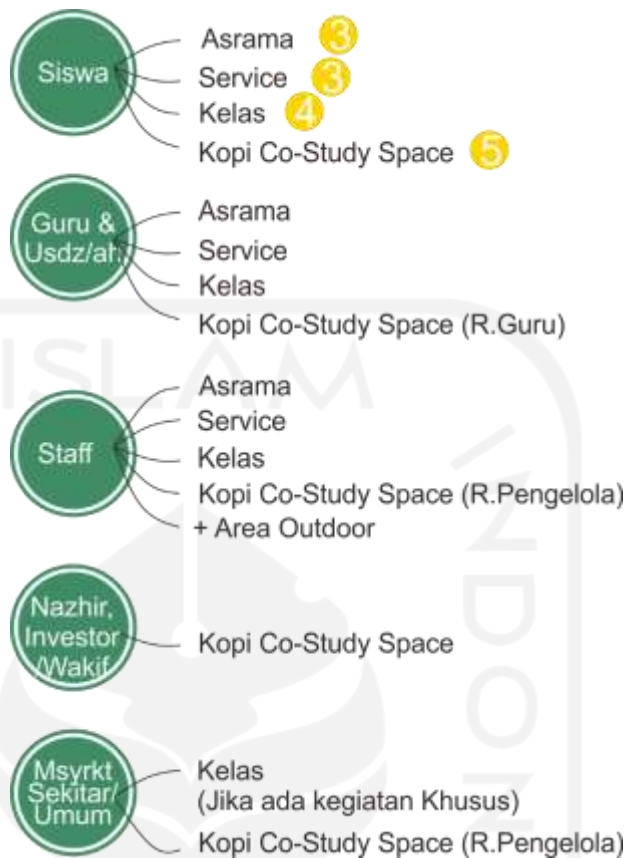 Siswa
Asrama 3
Service 3
Kelas 4
Kopi Co-Study Space 5
Guru &
Usdz/ah
Asrama
Service
Kelas
Kopi Co-Study Space (R.Guru)
Staff
Asrama
Service
Kelas
Kopi Co-Study Space (R.Pengelola)
+ Area Outdoor
Nazhir,
Investor
/Wakif
Kopi Co-Study Space
Msyrkt
Sekitar/
Umum
Kelas
(Jika ada kegiatan Khusus)
Kopi Co-Study Space (R.Pengelola)
ISLAM
INDON